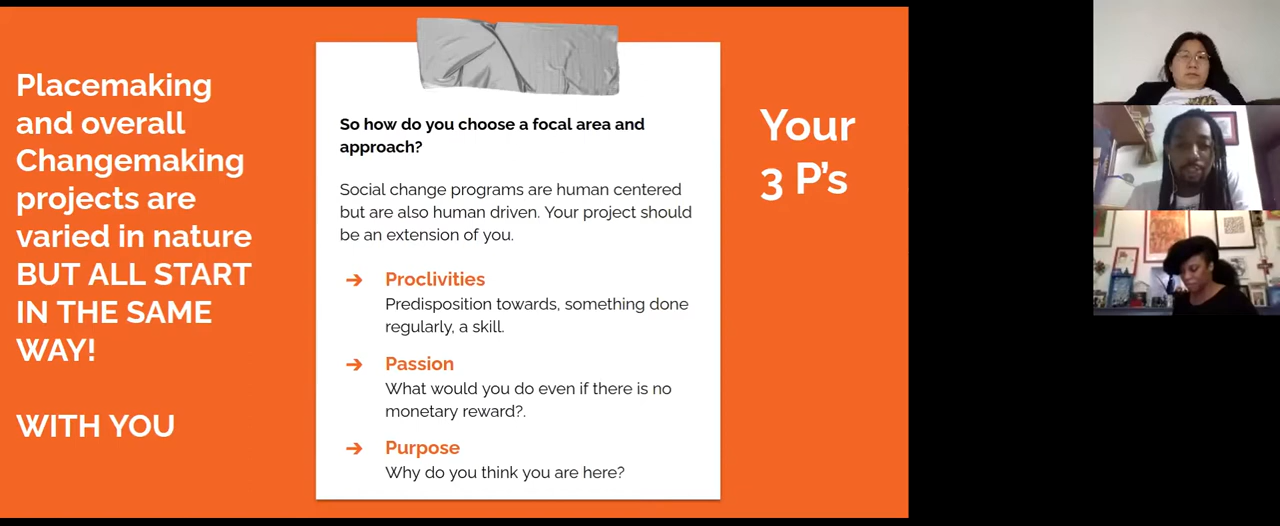 Placemaking
and overall
Changemaking
projects are
varied in nature
BUT ALL START
IN THE SAME
WAY!
WITH YOU
So how do you choose a focal area and
approach?
Social change programs are human centered
but are also human driven. Your project should
be an extension of you.
➔ Proclivities
Predisposition towards, something done
regularly, a skill.
➔ Passion
What would you do even if there is no
monetary reward?.
➔ Purpose
Why do you think you are here?
Your
3 P’s